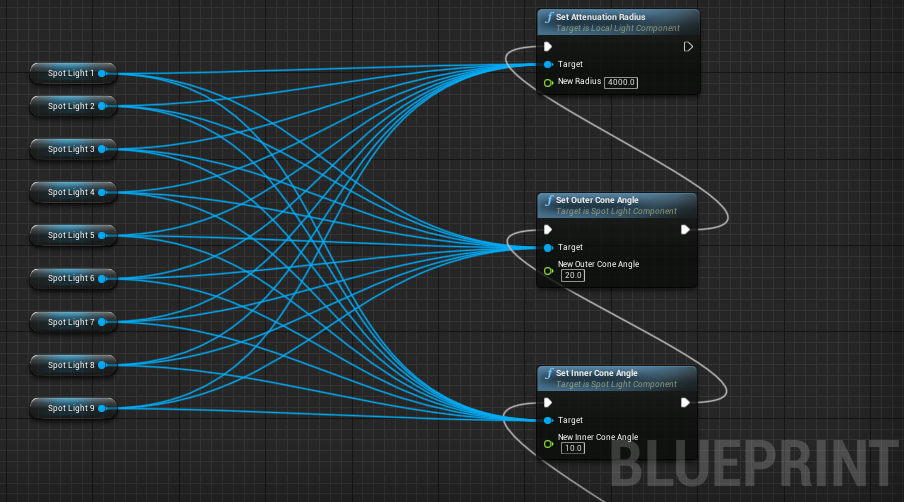 Spot Light 1
Spot Light 2
Spot Light 3
Spot Light 4
Spot Light 5
Spot Light 6
Spot Light 7
Spot Light 8
Spot Light 9
f Set Attenuation Radius
Target is Local Light Component
Target
New Radius 4000.0
f Set Outer Cone Angle
Target is Spot Light Component
Target
New Outer Cone Angle
20.0
f Set Inner Cone Angle
Target is Spot Light Component
Target
New Inner Cone Angle
10.0
BLUEPRINT